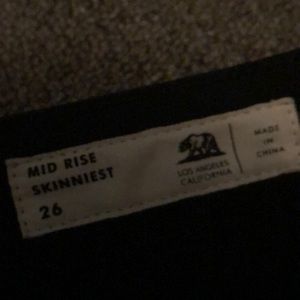 MID RISE
SKINNIEST
26
LOS ANGELES
CALIFORNIA
MADE
IN
CHINA